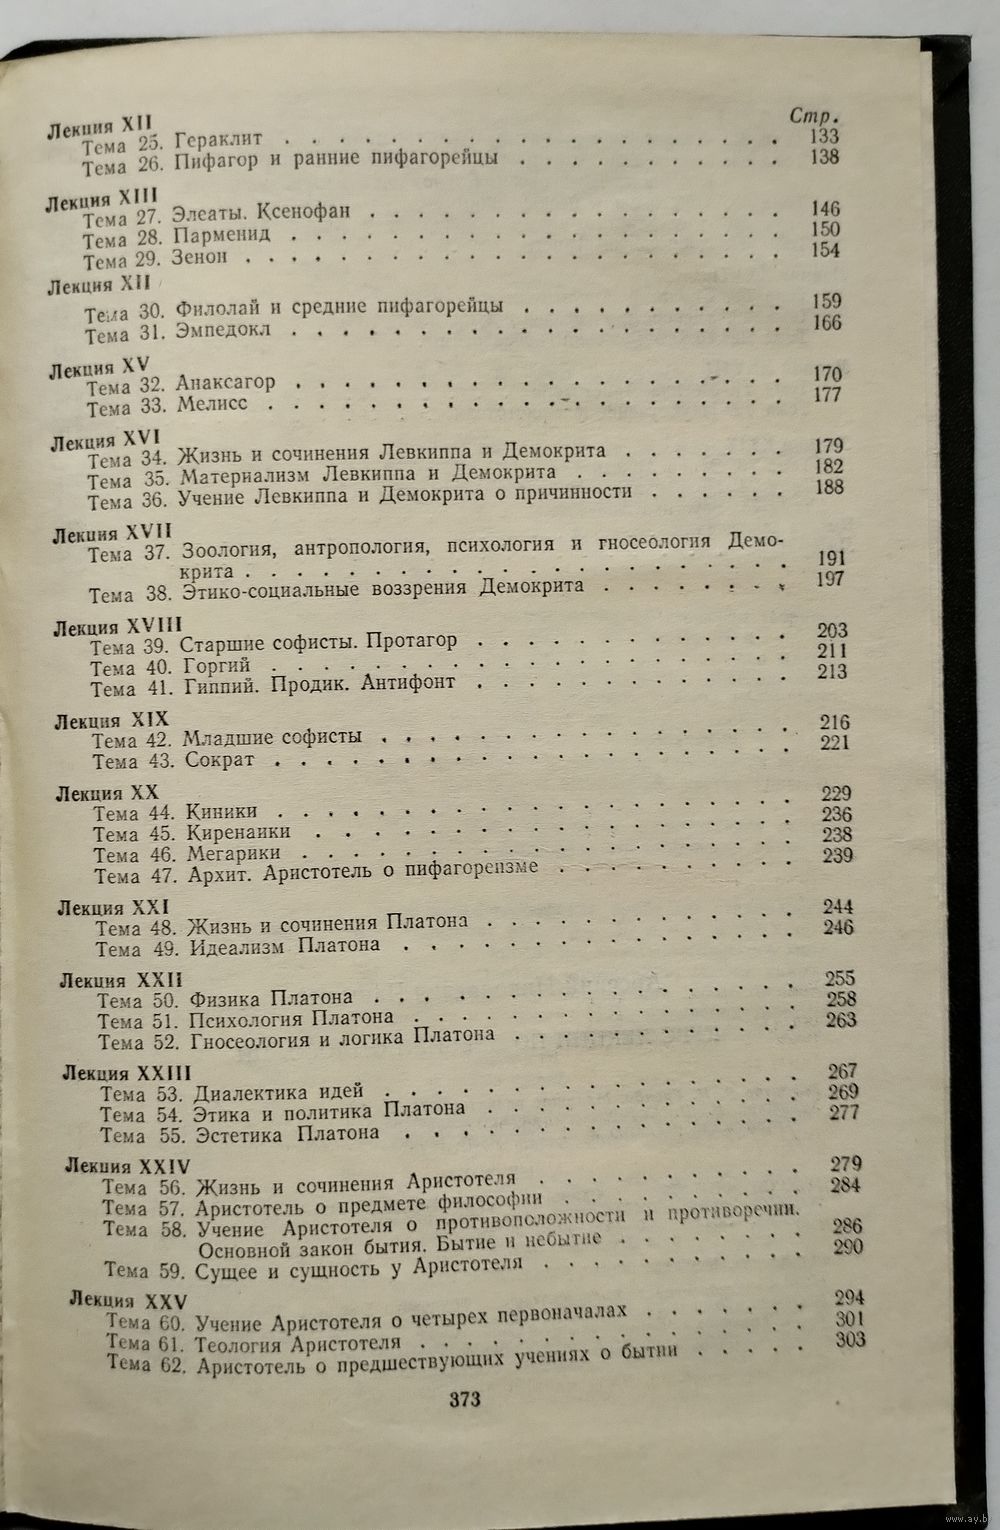 Стр.
Лекция XII
Тема 25. Гераклит . . . . . . . . . . . . . . . . . . . . 133
Тема 26. Пифагор и ранние пифагорейцы . . . . . . . . . . . 138
Лекция XIII
Тема 27. Элеаты. Ксенофан . . . . . . . . . . . . . . . . . 146
Тема 28. Парменид . . . . . . . . . . . . . . . . . . . . 150
Тема 29. Зенон . . . . . . . . . . . . . . . . . . . . . . 154
Лекция XII
Тема 30. Филолай и средние пифагорейцы . . . . . . . . . . . 159
Тема 31. Эмпедокл . . . . . . . . . . . . . . . . . . . . 166
Лекция XV
Тема 32. Анаксагор . . . . . . . . . . . . . . . . . . . . 170
Тема 33. Мелисс . . . . . . . . . . . . . . . . . . . . . 177
Лекция XVI
Тема 34. Жизнь и сочинения Левкиппа и Демокрита . . . . . . . 179
Тема 35. Материализм Левкиппа и Демокрита . . . . . . . . . 182
Тема 36. Учение Левкиппа и Демокрита о причинности . . . . . . 188
Лекция XVII
Тема 37. Зоология, антропология, психология и гносеология Демо-
крита . . . . . . . . . . . . . . . . . . . . . . 191
Тема 38. Этико-социальные воззрения Демокрита . . . . . . . . 197
Лекция XVIII
Тема 39. Старшие софисты. Протагор . . . . . . . . . . . . . 203
Тема 40. Горгий . . . . . . . . . . . . . . . . . . . . . 211
Тема 41. Гиппий. Продик. Антифонт . . . . . . . . . . . . . 213
Лекция XIX
Тема 42. Младшие софисты . . . . . . . . . . . . . . . . . 216
Тема 43. Сократ . . . . . . . . . . . . . . . . . . . . . 221
Лекция XX
Тема 44. Киники . . . . . . . . . . . . . . . . . . . . . 229
Тема 45. Киренаики . . . . . . . . . . . . . . . . . . . 236
Тема 46. Мегарики . . . . . . . . . . . . . . . . . . . . 238
Тема 47. Архит. Аристотель о пифагореизме . . . . . . . . . . 239
Лекция XXI
Тема 48. Жизнь и сочинения Платона . . . . . . . . . . . . . 244
Тема 49. Идеализм Платона . . . . . . . . . . . . . . . . 246
Лекция XXII
Тема 50. Физика Платона . . . . . . . . . . . . . . . . . 255
Тема 51. Психология Платона . . . . . . . . . . . . . . . . 258
Тема 52. Гносеология и логика Платона . . . . . . . . . . . . 263
Лекция XXIII
Тема 53. Диалектика идей . . . . . . . . . . . . . . . . . 267
Тема 54. Этика и политика Платона . . . . . . . . . . . . . 269
Тема 55. Эстетика Платона . . . . . . . . . . . . . . . . 277
Лекция XXIV
Тема 56. Жизнь и сочинения Аристотеля . . . . . . . . . . . 279
Тема 57. Аристотель о предмете философии . . . . . . . . . . 284
Тема 58. Учение Аристотеля о противоположности и противоречии.
Основной закон бытия. Бытие и небытие . . . . . . . . 286
Тема 59. Сущее и сущность у Аристотеля . . . . . . . . . . . 290
Лекция XXV
Тема 60. Учение Аристотеля о четырех первоначалах . . . . . . . 294
Тема 61. Теология Аристотеля . . . . . . . . . . . . . . . . 301
Тема 62. Аристотель о предшествующих учениях о бытии . . . . . 303
373
www.ay.b